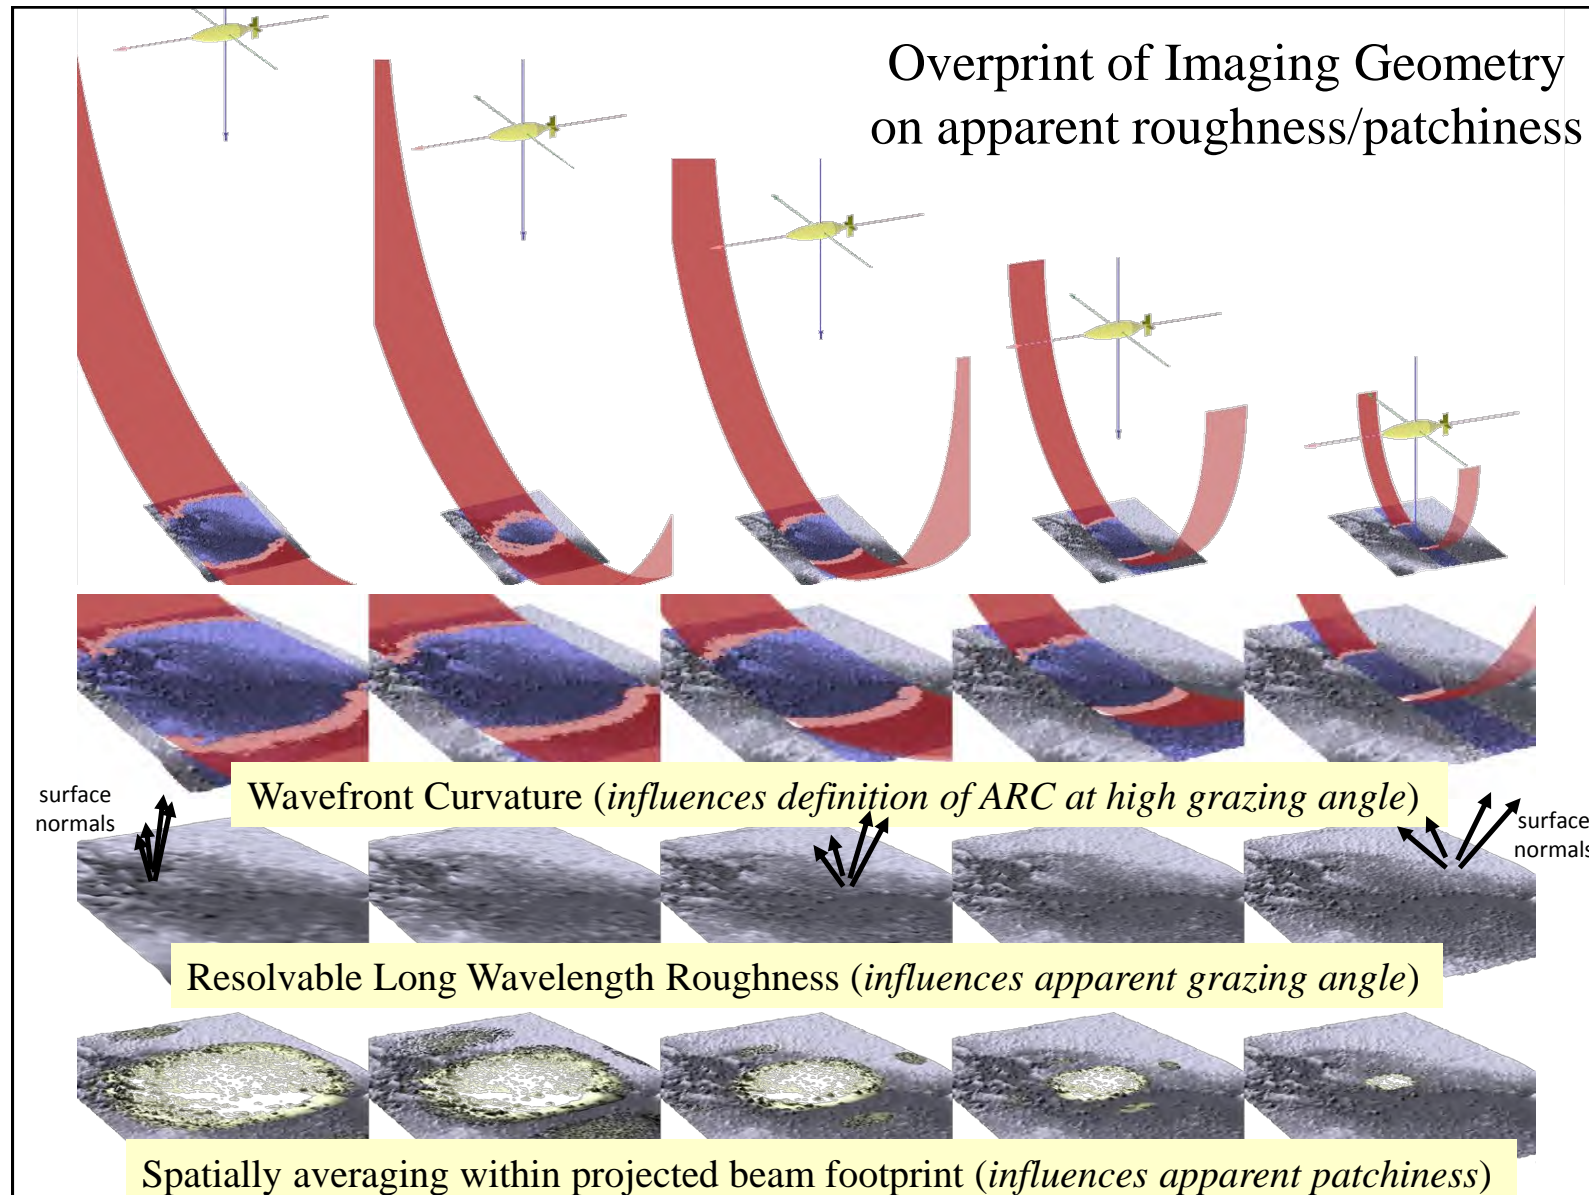 Overprint of Imaging Geometry
on apparent roughness/patchiness
Wavefront Curvature (influences definition of ARC at high grazing angle)
surface
normals
surface
normals
Resolvable Long Wavelength Roughness (influences apparent grazing angle)
Spatially averaging within projected beam footprint (influences apparent patchiness)